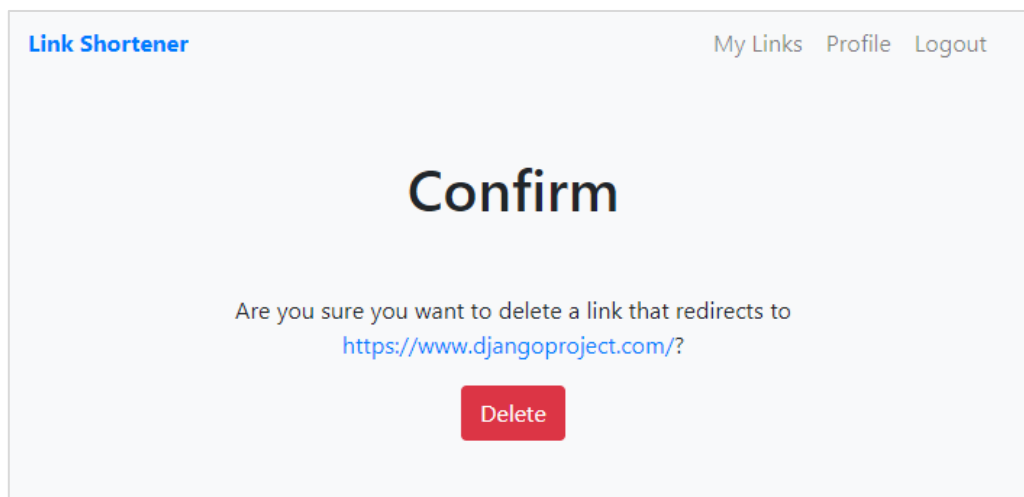 Link Shortener
My Links Profile Logout
Confirm
Are you sure you want to delete a link that redirects to
https://www.djangoproject.com/?
Delete